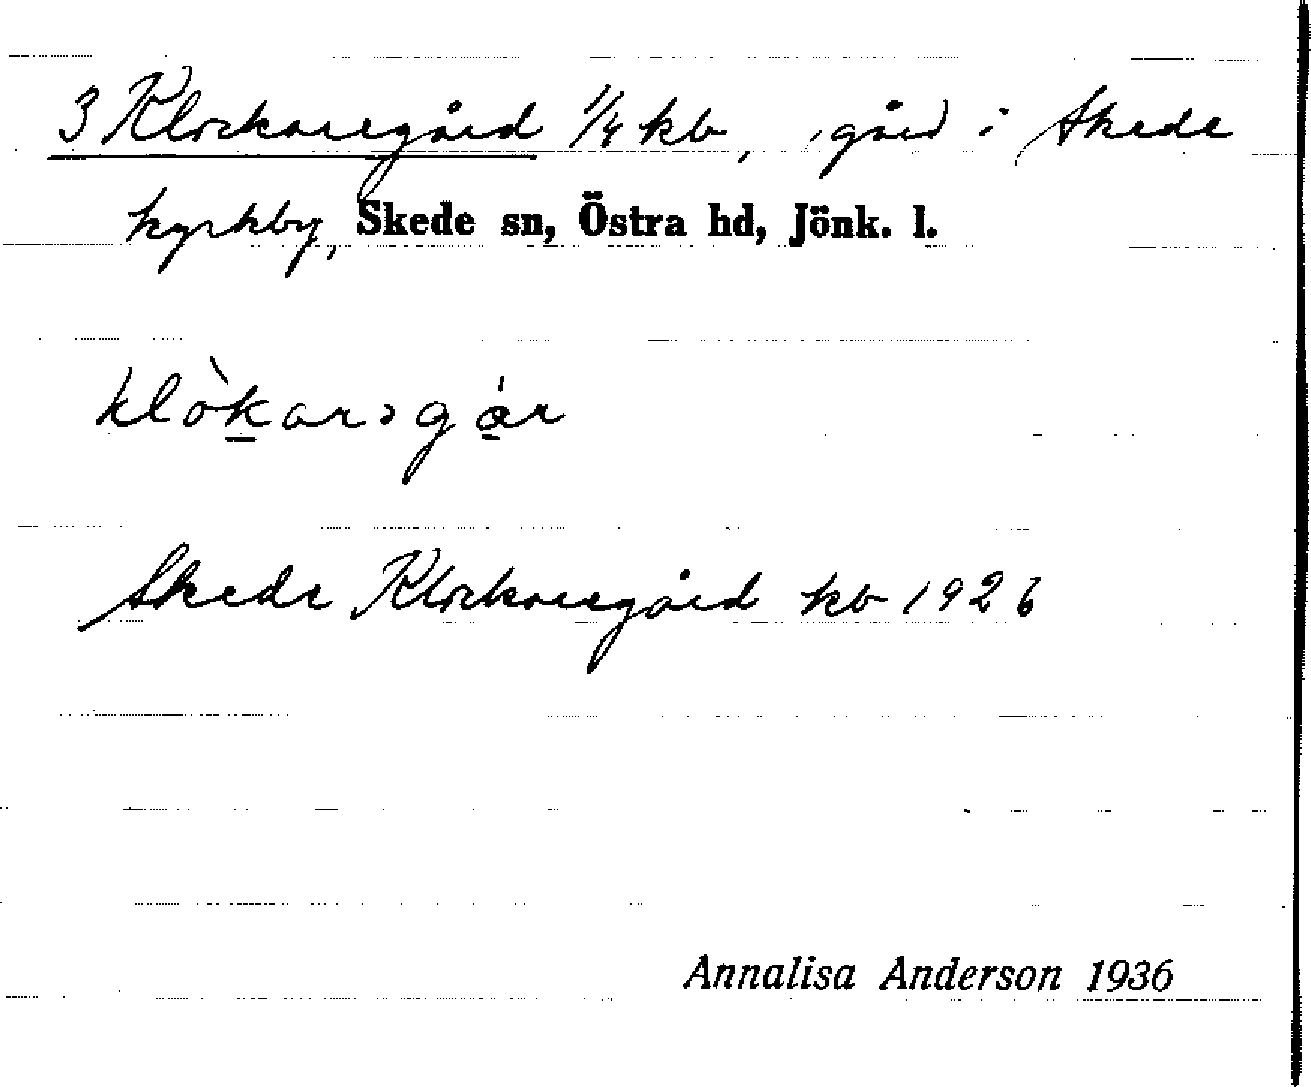 3 Klockaregård 1/4 kb, gård i Skede
kyrkby, Skede sn, Östra hd, Jönk. l.
klòkarəgár
Skede Klockaregård kb 1926
Annalisa Anderson 1936